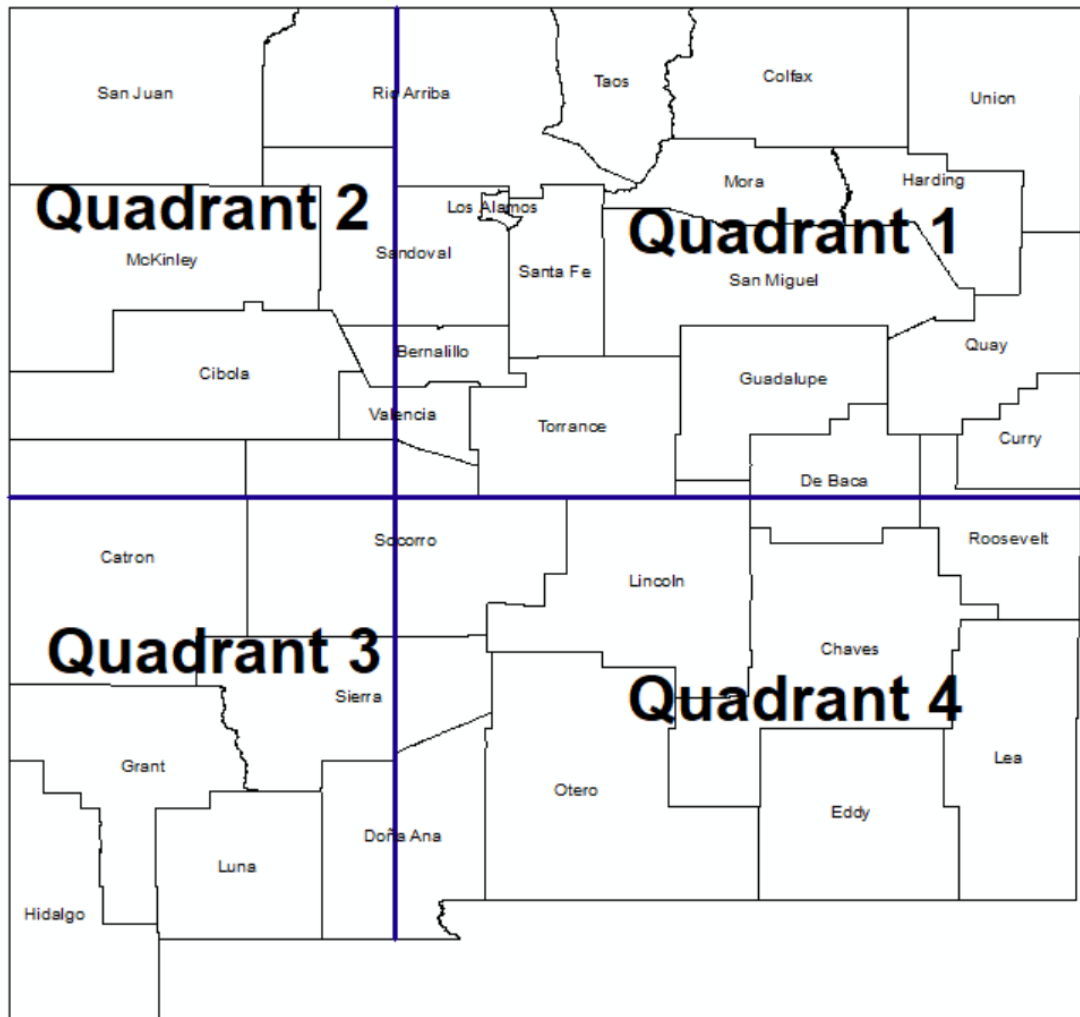 Taos
Colfax
San Juan
Rio Arriba
Union
Mora
Harding
Quadrant 2
Los Alamos
Quadrant 1
Sandoval
McKinley
Santa Fe
San Miguel
Quay
Bernalillo
Cibola
Guadalupe
Valencia
Torrance
Curry
De Baca
Socorro
Roosevelt
Catron
Lincoln
Quadrant 3
Chaves
Sierra
Quadrant 4
Grant
Lea
Otero
Eddy
Doña Ana
Luna
Hidalgo